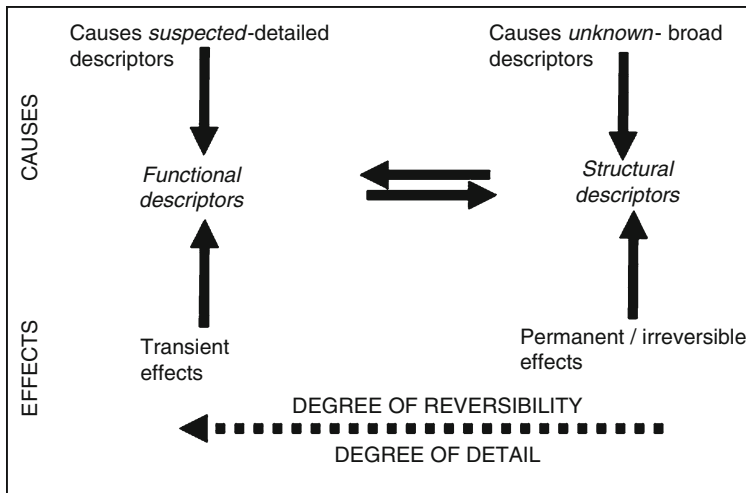 Causes suspected-detailed
descriptors
Causes unknown- broad
descriptors
CAUSES
Functional
descriptors
Structural
descriptors
EFFECTS
Transient
effects
Permanent / irreversible
effects
DEGREE OF REVERSIBILITY
DEGREE OF DETAIL